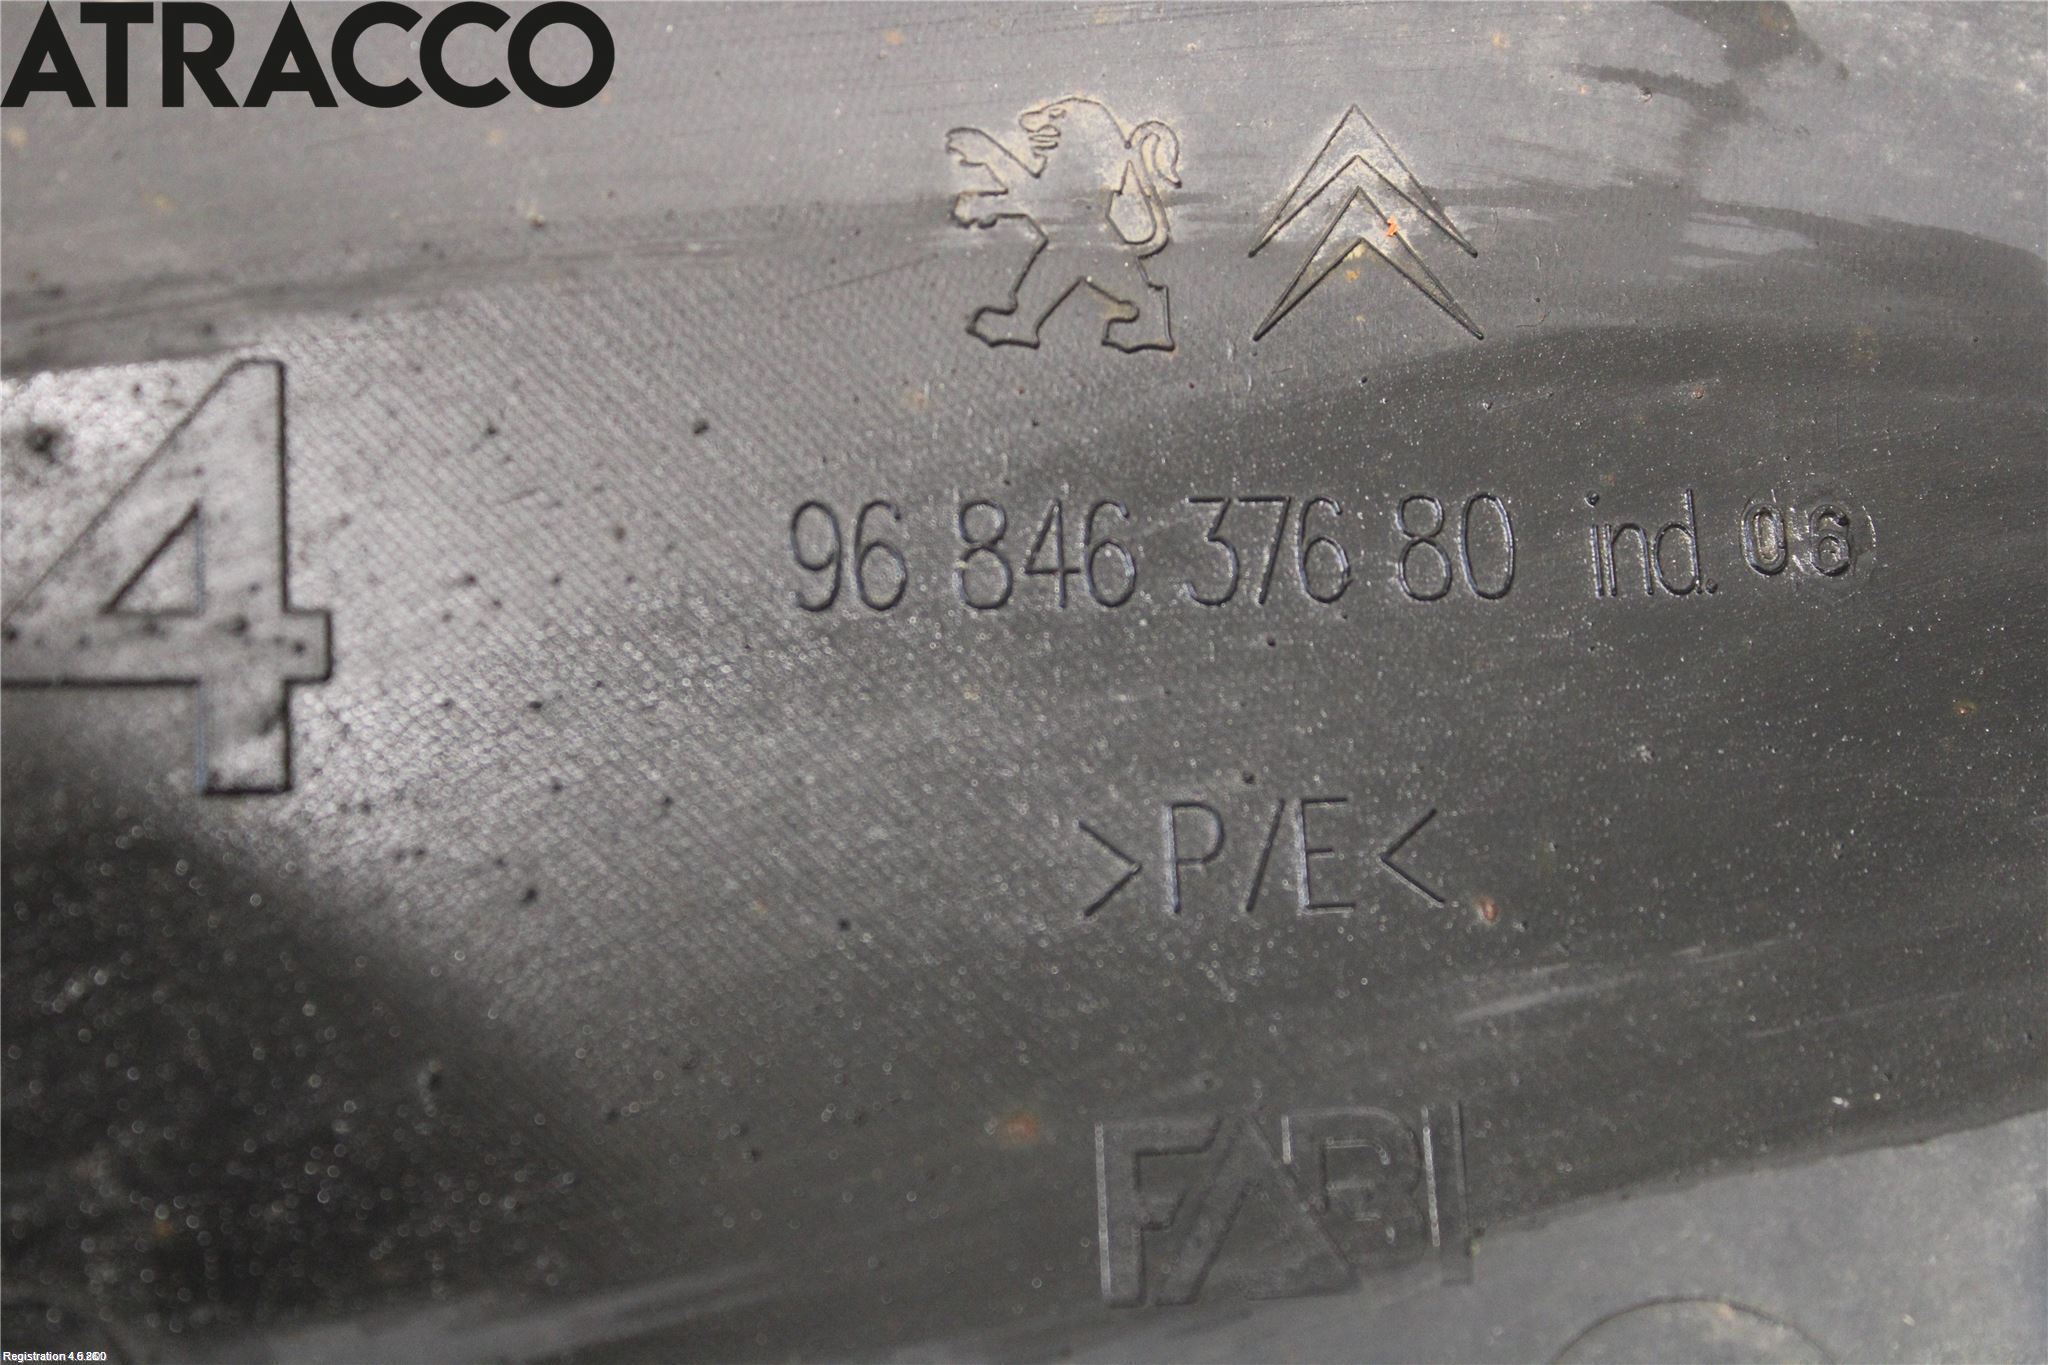 ATRACCO
4
96 846 376 80 ind. 06
>P/E<
FABI